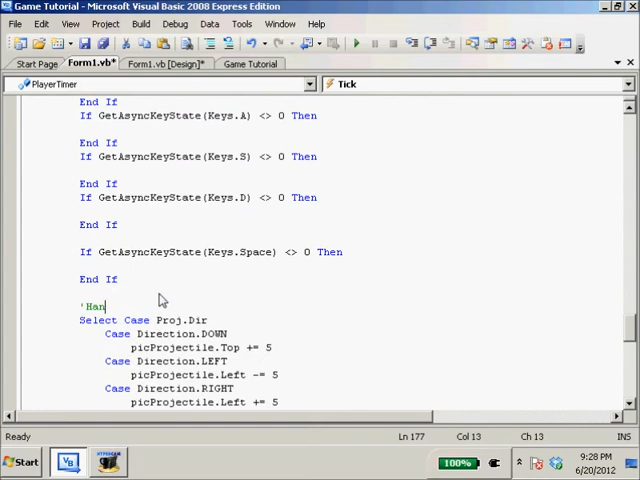 Game Tutorial - Microsoft Visual Basic 2008 Express Edition
File Edit View Project Build Debug Data Tools Window Help
Start Page Form1.vb* Form1.vb [Design]* Game Tutorial
PlayerTimer Tick
End If
If GetAsyncKeyState(Keys.A) <> 0 Then
End If
If GetAsyncKeyState(Keys.S) <> 0 Then
End If
If GetAsyncKeyState(Keys.D) <> 0 Then
End If
If GetAsyncKeyState(Keys.Space) <> 0 Then
End If
'Han
Select Case Proj.Dir
Case Direction.DOWN
picProjectile.Top += 5
Case Direction.LEFT
picProjectile.Left -= 5
Case Direction.RIGHT
picProjectile.Left += 5
Ready Ln 177 Col 13 Ch 13 INS
Start 100% 9:28 PM
6/20/2012